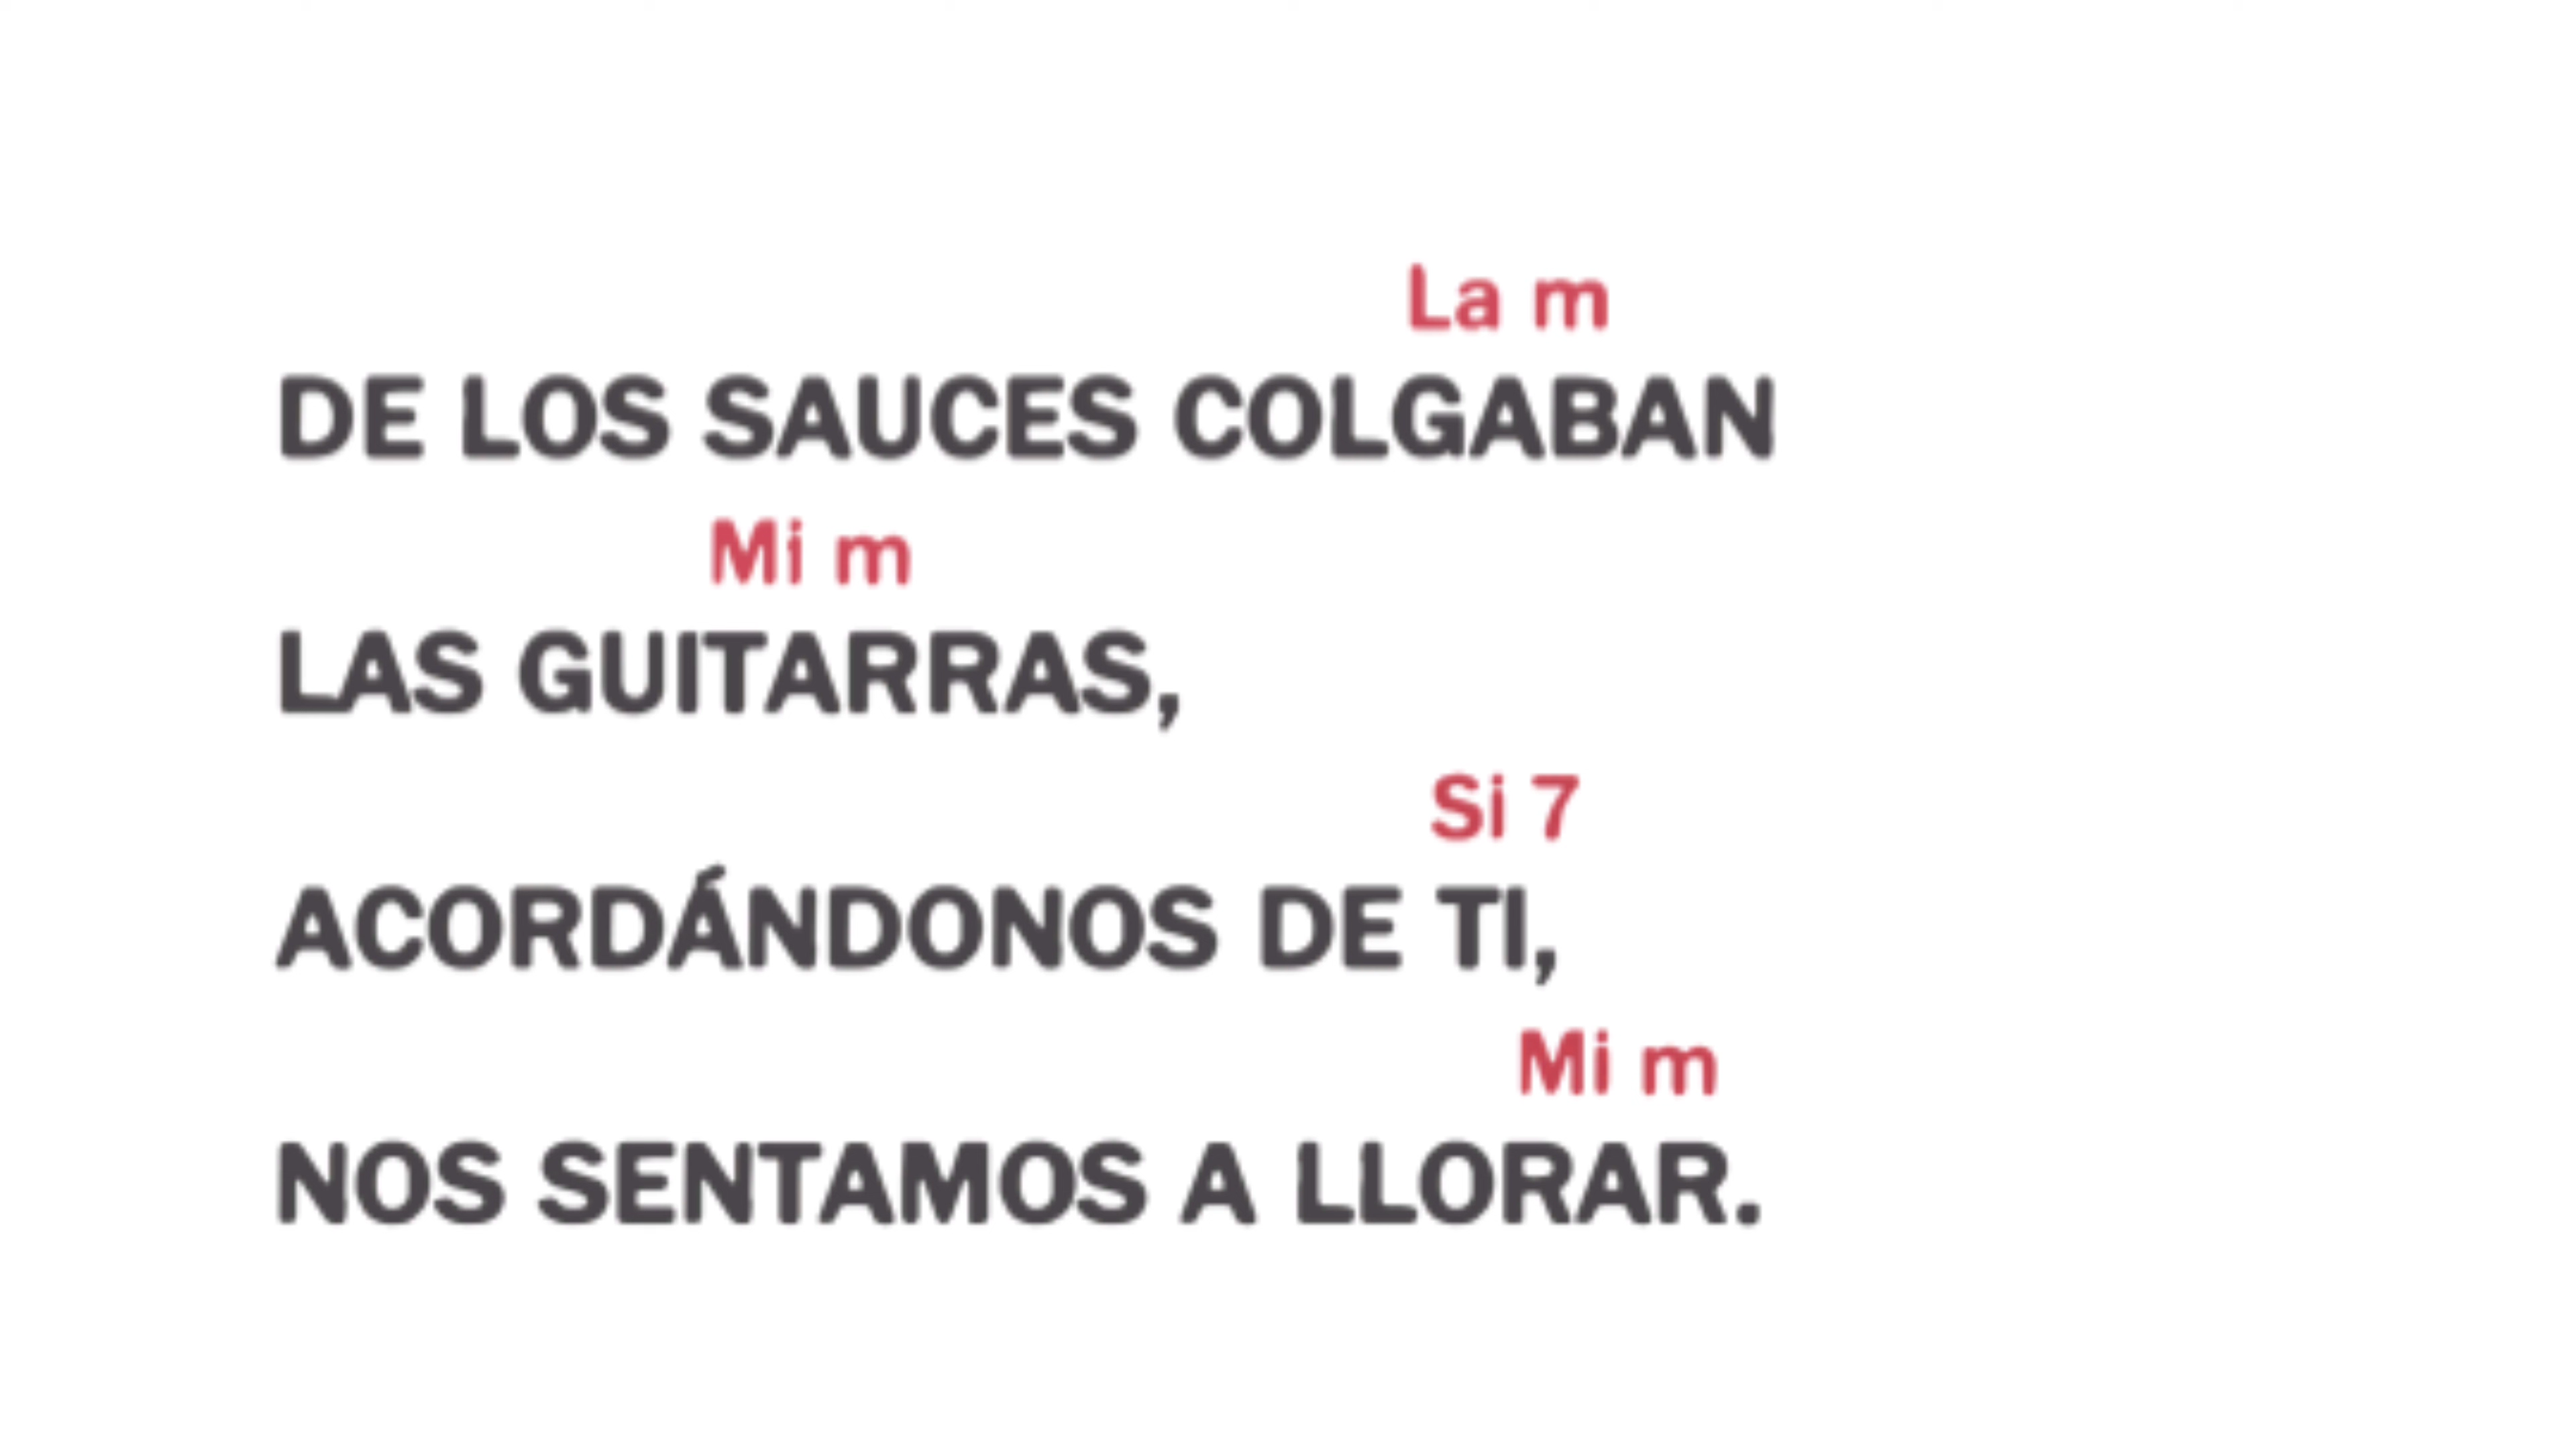 La m
DE LOS SAUCES COLGABAN
Mi m
LAS GUITARRAS,
Si 7
ACORDÁNDONOS DE TI,
Mi m
NOS SENTAMOS A LLORAR.